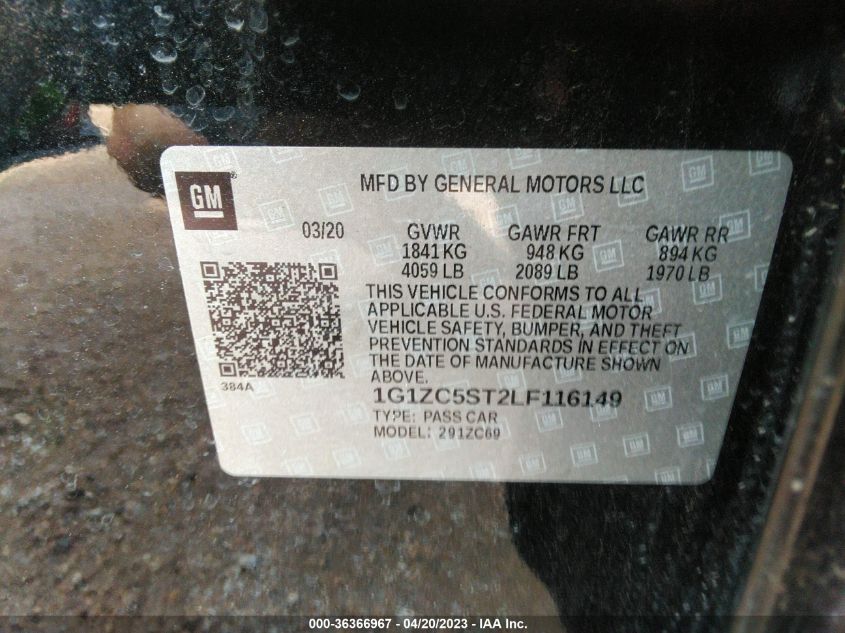 GM
MFD BY GENERAL MOTORS LLC
03/20 GVWR GAWR FRT GAWR RR
1841 KG 948 KG 894 KG
4059 LB 2089 LB 1970 LB
THIS VEHICLE CONFORMS TO ALL
APPLICABLE U.S. FEDERAL MOTOR
VEHICLE SAFETY, BUMPER, AND THEFT
PREVENTION STANDARDS IN EFFECT ON
THE DATE OF MANUFACTURE SHOWN
ABOVE.
384A
1G1ZC5ST2LF116149
TYPE: PASS CAR
MODEL: 291ZC69
000-36366967 - 04/20/2023 - IAA Inc.